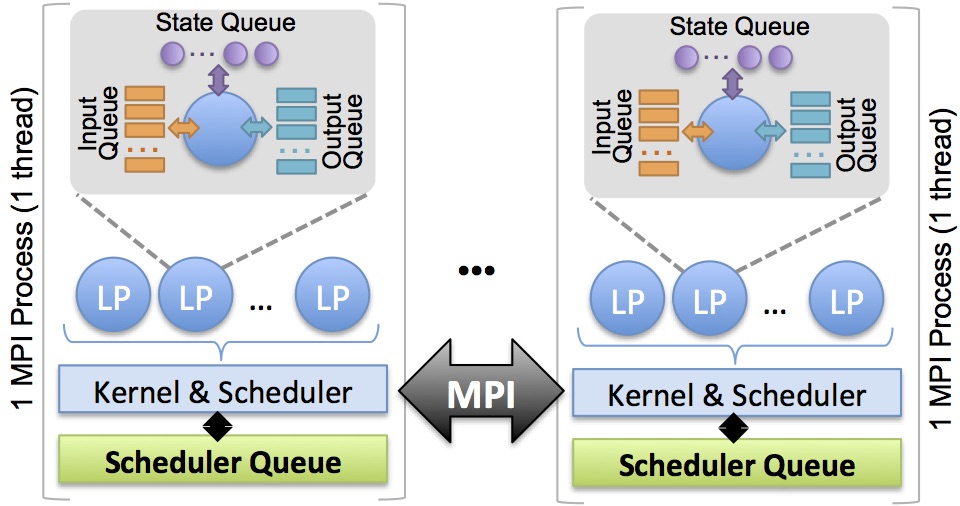 1 MPI Process (1 thread)
State Queue
...
Input
Queue
...
Output
Queue
...
LP
LP
...
LP
Kernel & Scheduler
Scheduler Queue
...
MPI
State Queue
...
Input
Queue
...
Output
Queue
...
LP
LP
...
LP
Kernel & Scheduler
Scheduler Queue
1 MPI Process (1 thread)